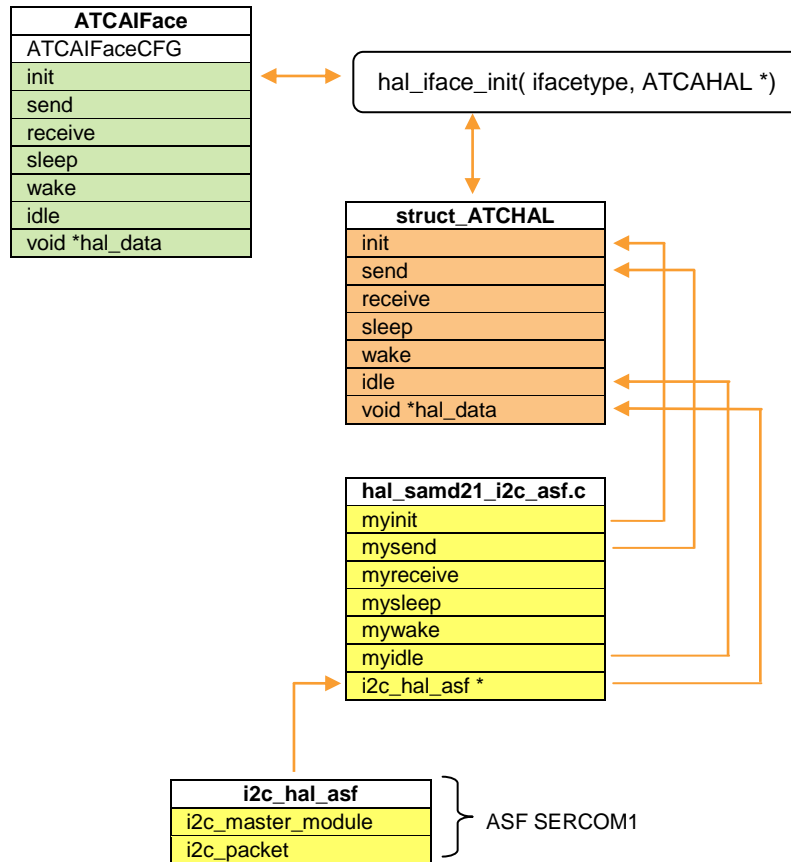 ATCAIFace
ATCAIFaceCFG
init
send
receive
sleep
wake
idle
void *hal_data
hal_iface_init( ifacetype, ATCAHAL *)
struct_ATCHAL
init
send
receive
sleep
wake
idle
void *hal_data
hal_samd21_i2c_asf.c
myinit
mysend
myreceive
mysleep
mywake
myidle
i2c_hal_asf *
i2c_hal_asf
i2c_master_module
i2c_packet
ASF SERCOM1